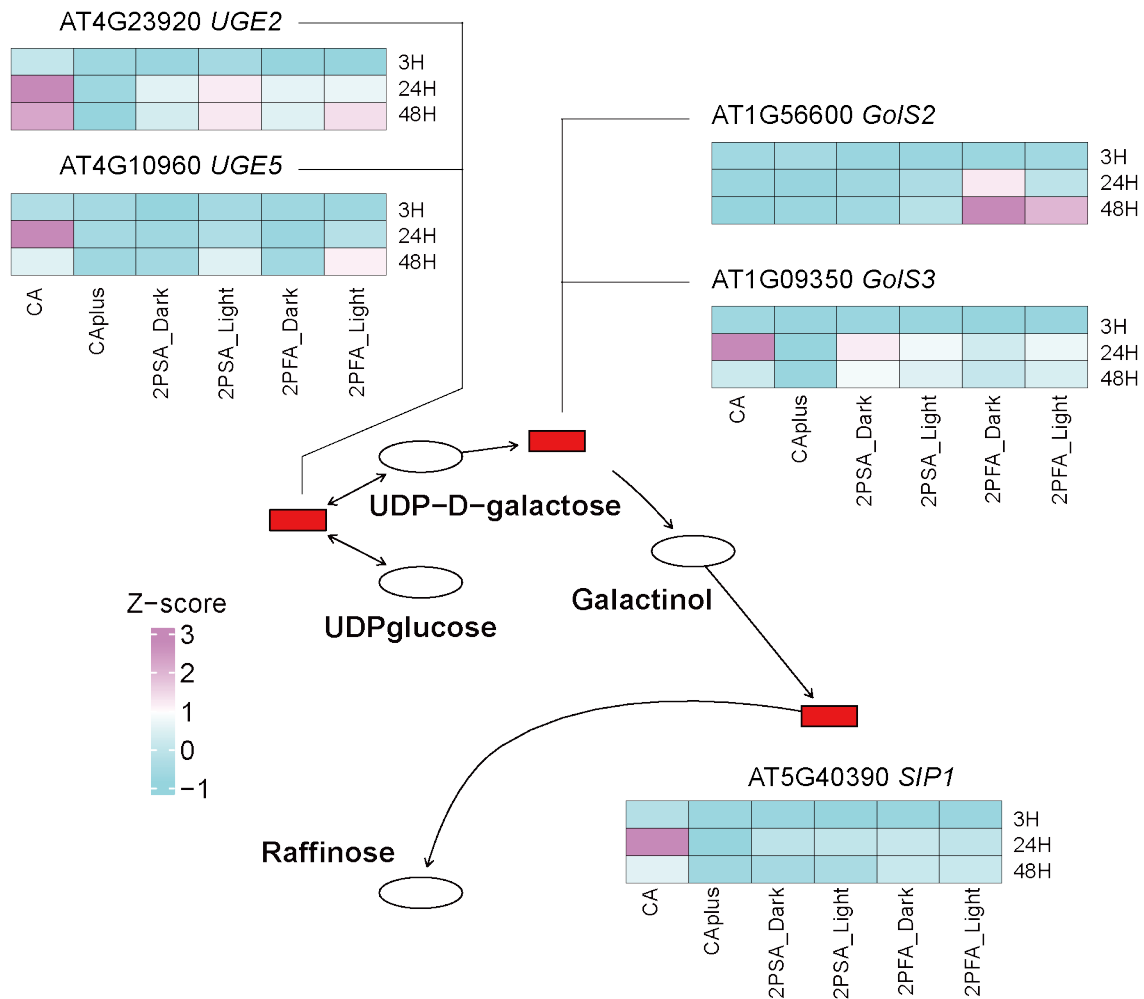 AT4G23920 UGE2
3H
24H
48H
AT4G10960 UGE5
3H
24H
48H
CA
CAplus
2PSA_Dark
2PSA_Light
2PFA_Dark
2PFA_Light
AT1G56600 GolS2
3H
24H
48H
AT1G09350 GolS3
3H
24H
48H
CA
CAplus
2PSA_Dark
2PSA_Light
2PFA_Dark
2PFA_Light
UDP−D−galactose
Galactinol
UDPglucose
Z−score
3
2
1
0
−1
Raffinose
AT5G40390 SIP1
3H
24H
48H
CA
CAplus
2PSA_Dark
2PSA_Light
2PFA_Dark
2PFA_Light